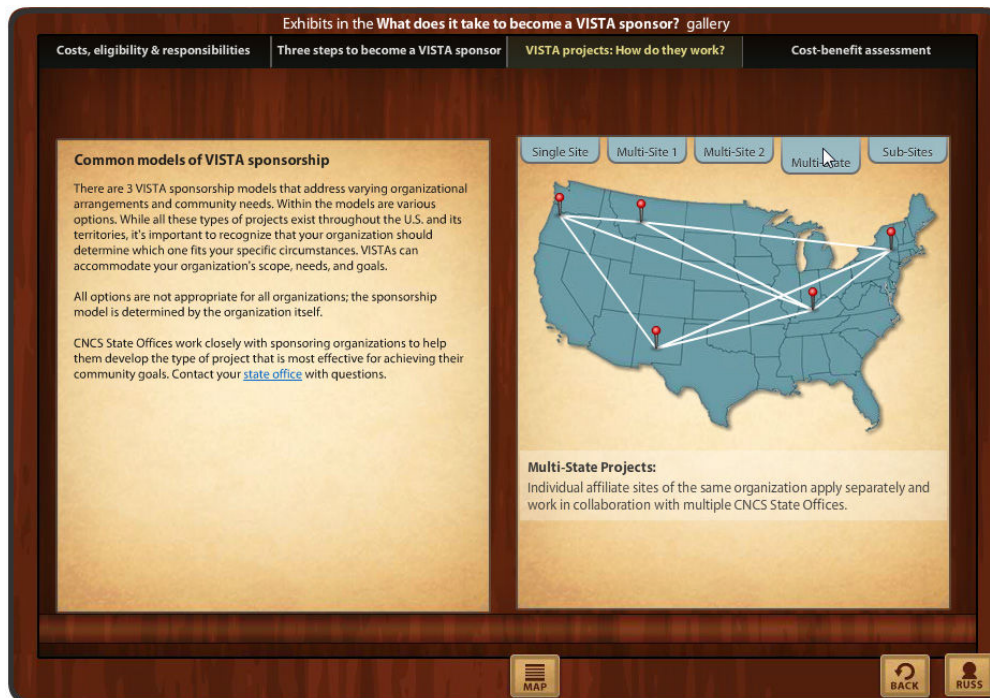 Exhibits in the What does it take to become a VISTA sponsor? gallery
Costs, eligibility & responsibilities
Three steps to become a VISTA sponsor
VISTA projects: How do they work?
Cost-benefit assessment
Common models of VISTA sponsorship
There are 3 VISTA sponsorship models that address varying organizational
arrangements and community needs. Within the models are various
options. While all these types of projects exist throughout the U.S. and its
territories, it's important to recognize that your organization should
determine which one fits your specific circumstances. VISTAs can
accommodate your organization's scope, needs, and goals.
All options are not appropriate for all organizations; the sponsorship
model is determined by the organization itself.
CNCS State Offices work closely with sponsoring organizations to help
them develop the type of project that is most effective for achieving their
community goals. Contact your state office with questions.
Single Site
Multi-Site 1
Multi-Site 2
Multi-State
Sub-Sites
Multi-State Projects:
Individual affiliate sites of the same organization apply separately and
work in collaboration with multiple CNCS State Offices.
MAP
BACK
RUSS